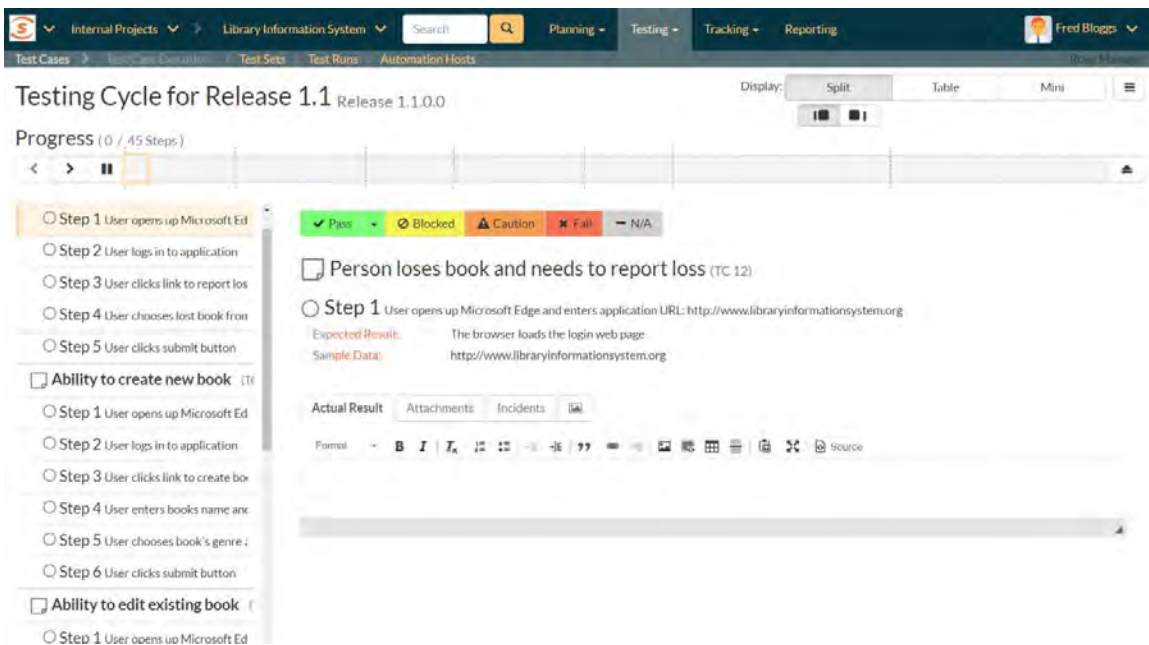 Internal Projects Library Information System Search Planning Testing Tracking Reporting Fred Bloggs
Test Cases Test Sets Test Runs Automation Hosts
Testing Cycle for Release 1.1 Release 1.1.0.0
Display: Split Table Mini
Progress (0 / 45 Steps)
Step 1 User opens up Microsoft Ed
Step 2 User logs in to application
Step 3 User clicks link to report los
Step 4 User chooses lost book from
Step 5 User clicks submit button
Ability to create new book
Step 1 User opens up Microsoft Ed
Step 2 User logs in to application
Step 3 User clicks link to create bo
Step 4 User enters books name and
Step 5 User chooses book's genre
Step 6 User clicks submit button
Ability to edit existing book
Step 1 User opens up Microsoft Ed
Pass Blocked Caution Fail N/A
Person loses book and needs to report loss (TC 12)
Step 1 User opens up Microsoft Edge and enters application URL: http://www.libraryinformationsystem.org
Expected Result: The browser loads the login web page
Sample Data: http://www.libraryinformationsystem.org
Actual Result Attachments Incidents
Format B I Tx Source